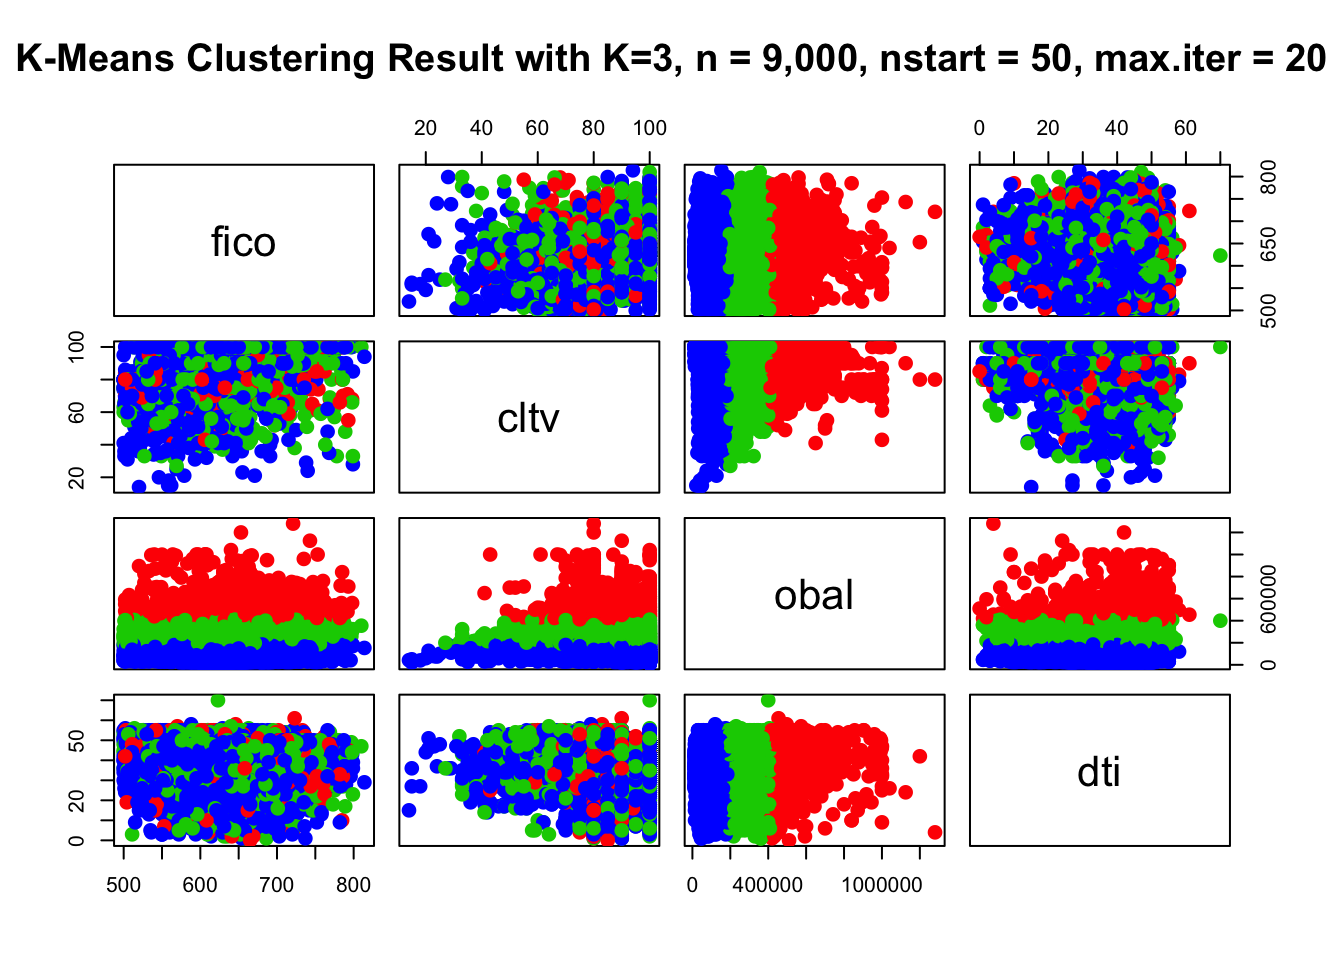 K-Means Clustering Result with K=3, n = 9,000, nstart = 50, max.iter = 20
20 40 60 80 100
0 20 40 60
fico
500 650 800
20 60 100
cltv
obal
0 600000
0 20 50
dti
500 600 700 800
0 400000 1000000